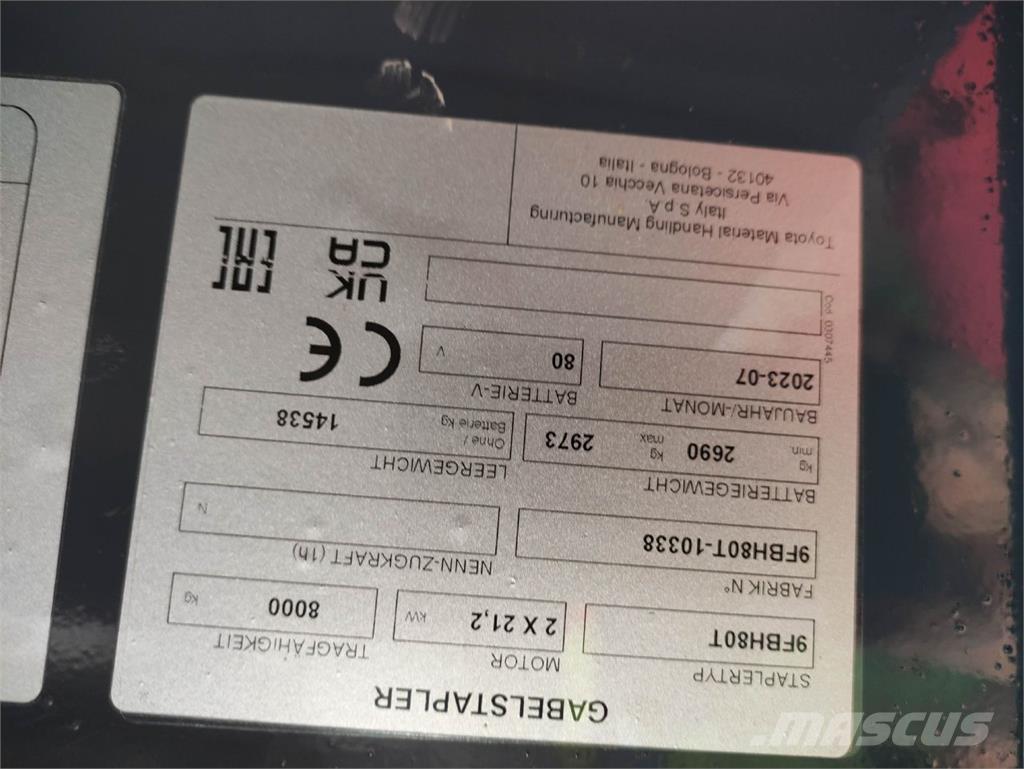 GABELSTAPLER
STAPLERTYP
MOTOR
TRAGFÄHIGKEIT
9FBH80T
2 X 21,2 kW
8000 kg
FABRIK N°
NENN-ZUGKRAFT (1h)
9FBH80T-10338
N
BATTERIEGEWICHT
LEERGEWICHT
kg min 2690 kg max 2973
Ohne / Batterie kg 14538
BAUJAHR/-MONAT
BATTERIE-V
2023-07
80 V
CE
Cod. 0307445
UK
CA
EAC
Toyota Material Handling Manufacturing
Italy S.p.A.
Via Persicetana Vecchia 10
40132 - Bologna - Italia
MASCUS